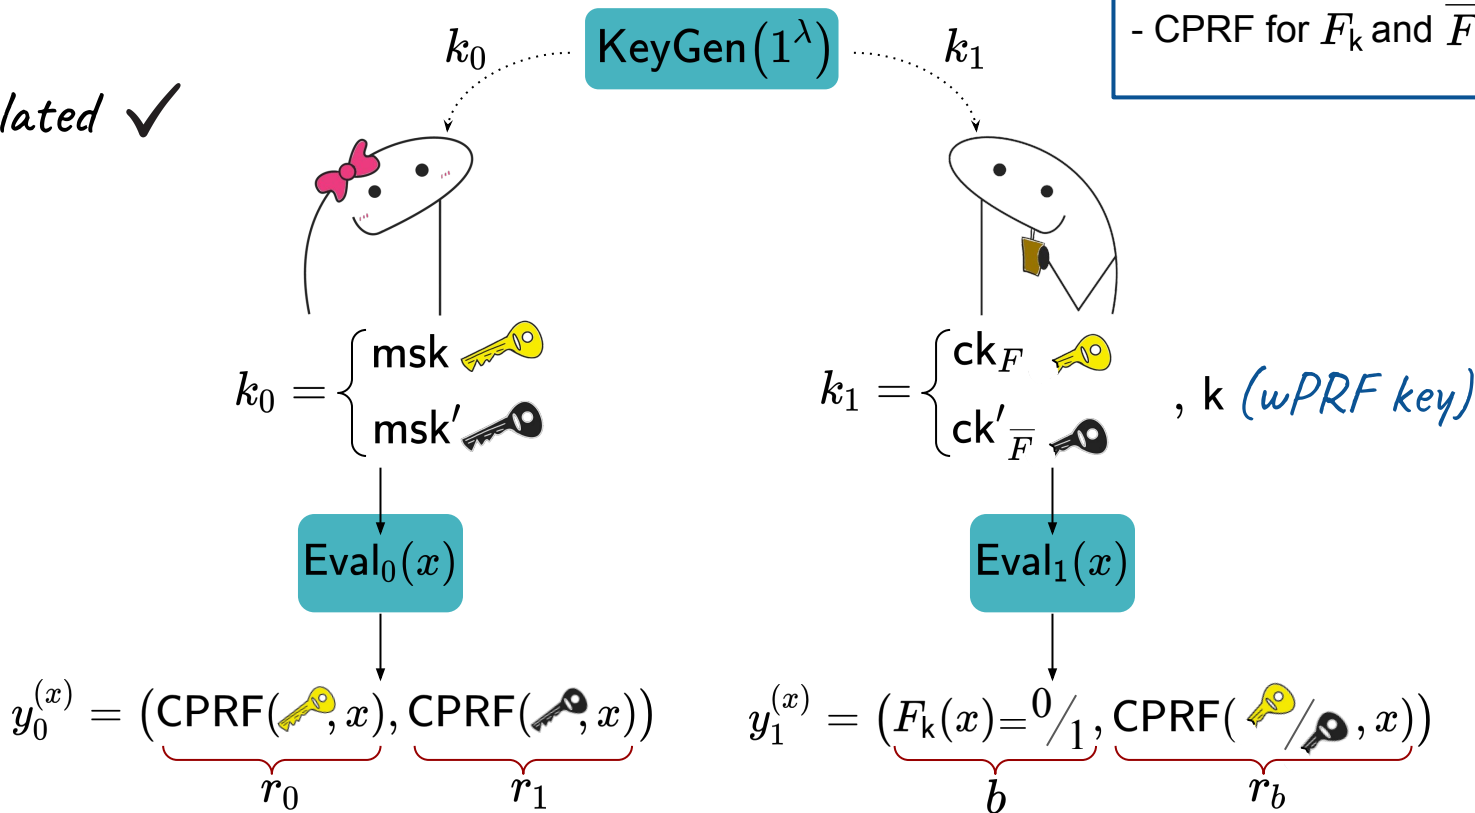 - CPRF for F_k and F̅
KeyGen(1^λ)
k_0
k_1
lated ✓
k_0 = { msk
msk′
k_1 = { ck_F
ck′_F̅
, k (wPRF key)
Eval_0(x)
Eval_1(x)
y_0^(x) = (CPRF( , x), CPRF( , x))
r_0
r_1
y_1^(x) = (F_k(x)=0/1, CPRF( / , x))
b
r_b